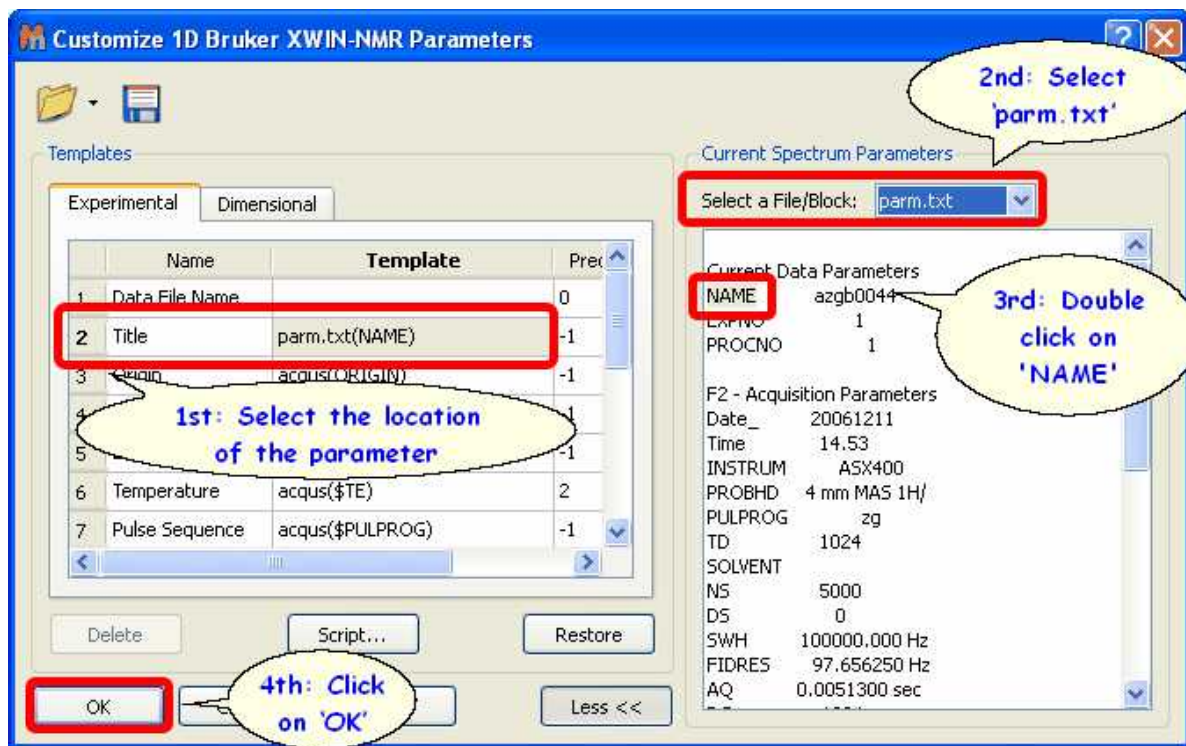 Customize 1D Bruker XWIN-NMR Parameters
2nd: Select
'parm.txt'
Templates
Current Spectrum Parameters
Experimental
Dimensional
Select a File/Block:
parm.txt
Name
Template
1
Data File Name
0
2
Title
parm.txt(NAME)
-1
3
Origin
acqus(ORIGIN)
-1
1st: Select the location
of the parameter
5
-1
6
Temperature
acqus($TE)
2
7
Pulse Sequence
acqus($PULPROG)
-1
Current Data Parameters
NAME azgb0044
EXPNO 1
PROCNO 1
3rd: Double
click on
'NAME'
F2 - Acquisition Parameters
Date_ 20061211
Time 14.53
INSTRUM ASX400
PROBHD 4 mm MAS 1H/
PULPROG zg
TD 1024
SOLVENT
NS 5000
DS 0
SWH 100000.000 Hz
FIDRES 97.656250 Hz
AQ 0.0051300 sec
Delete
Script...
Restore
OK
4th: Click
on 'OK'
Less <<